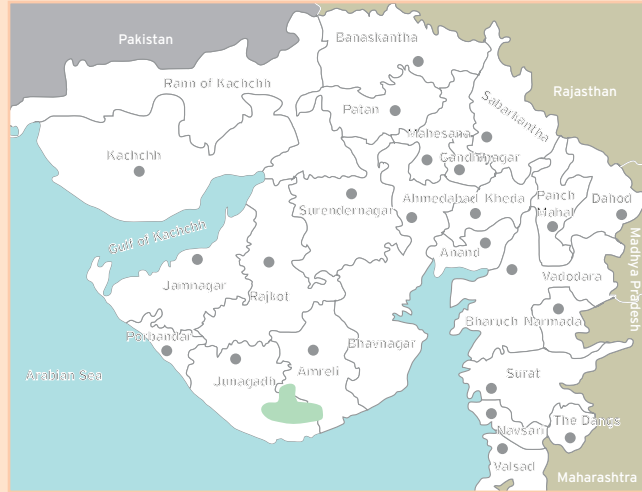 Pakistan
Banaskantha
Rann of Kachchh
Rajasthan
Patan
Sabarkantha
Mahesana
Gandhinagar
Kachchh
Ahmedabad
Kheda
Panch
Mahal
Dahod
Surendernagar
Gulf of Kachchh
Anand
Madhya Pradesh
Vadodara
Jamnagar
Rajkot
Bharuch
Narmada
Porbandar
Bhavnagar
Arabian Sea
Junagadh
Amreli
Surat
The Dangs
Navsari
Valsad
Maharashtra